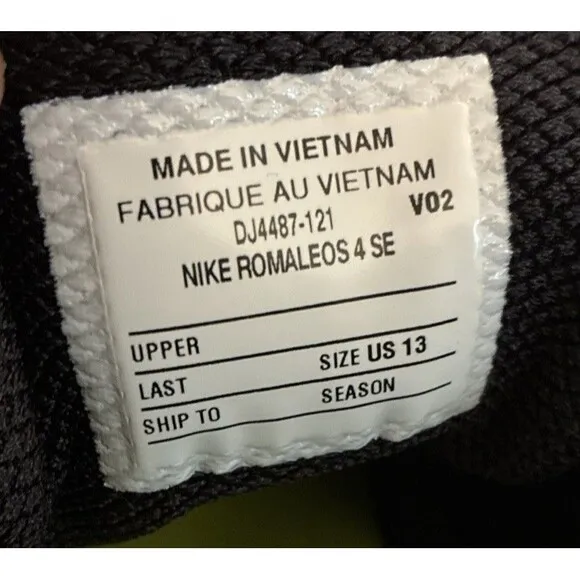 MADE IN VIETNAM
FABRIQUE AU VIETNAM
DJ4487-121 V02
NIKE ROMALEOS 4 SE
UPPER
LAST SIZE US 13
SHIP TO SEASON